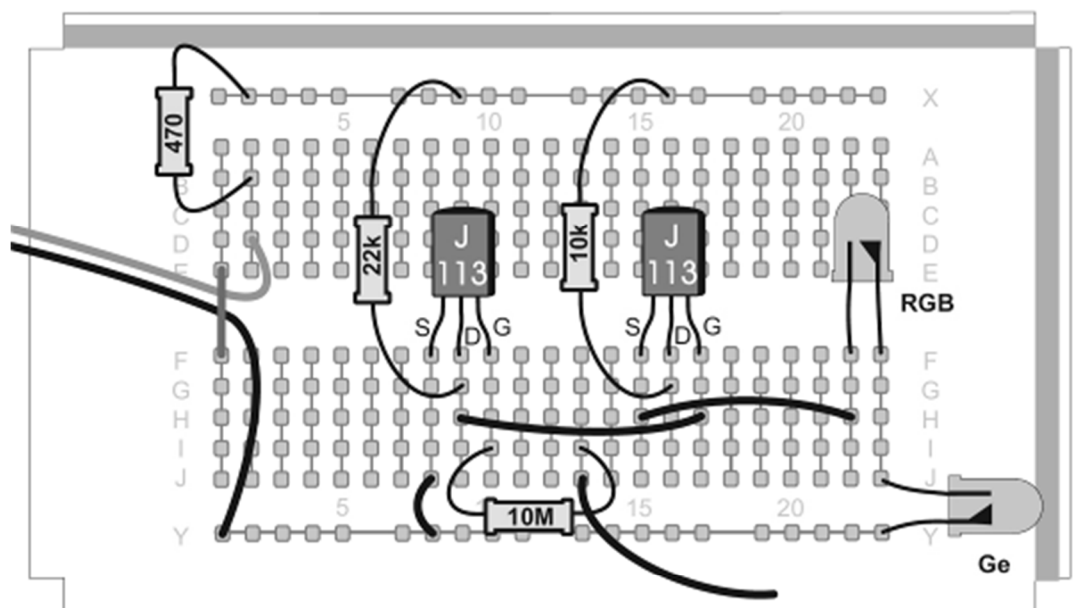 X
5 10 15 20
470
A
B B
C C
D D
E E
22k
J
113
10k
J
113
RGB
S D G
S D G
F F
G G
H H
I I
J J
5 15 20
10M
Y Y
Ge